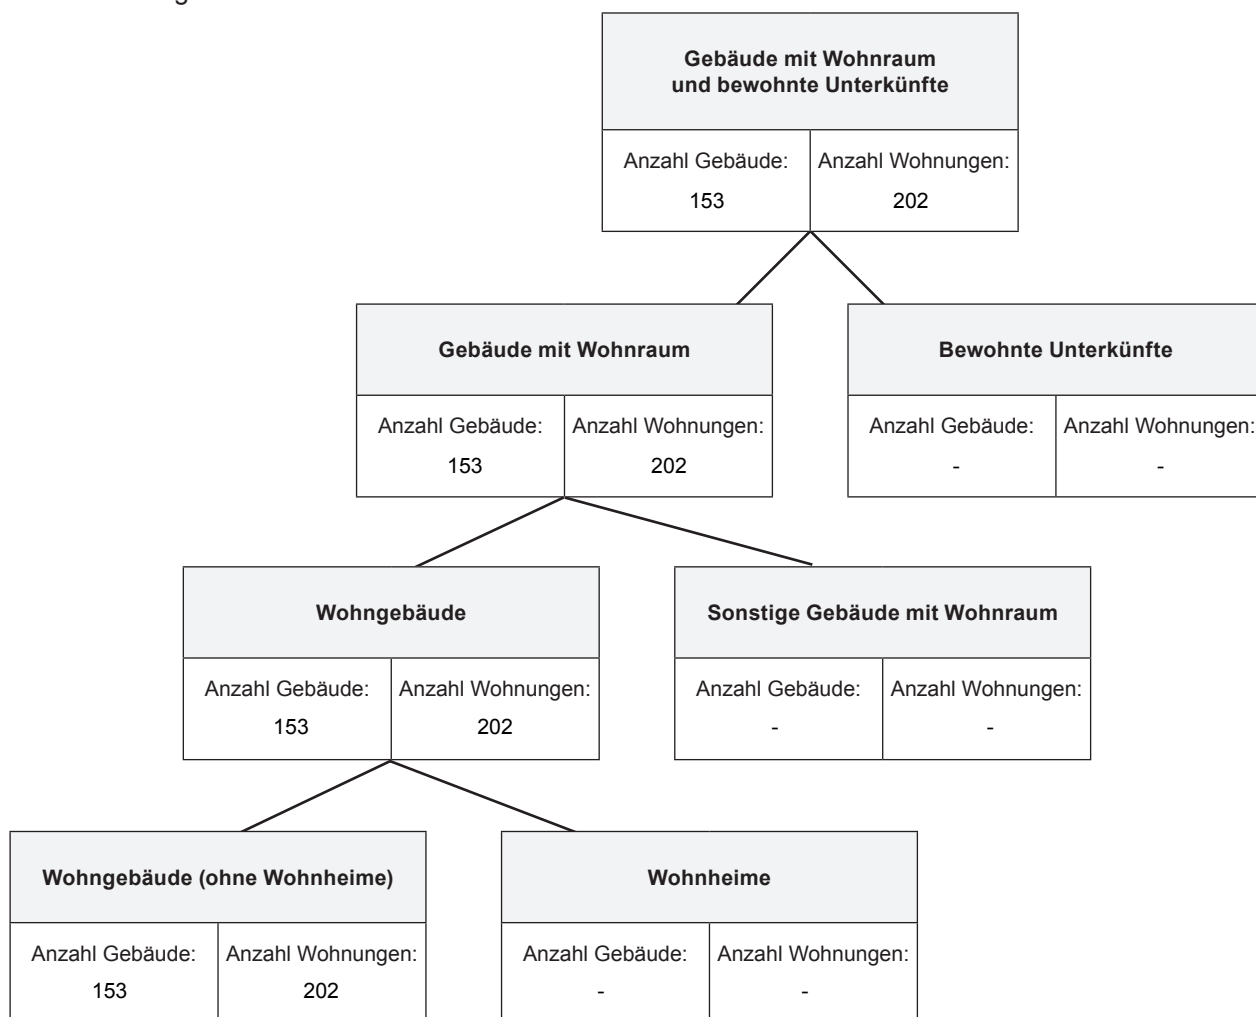 Gebäude mit Wohnraum
und bewohnte Unterkünfte
Anzahl Gebäude: Anzahl Wohnungen:
153 202
Gebäude mit Wohnraum
Anzahl Gebäude: Anzahl Wohnungen:
153 202
Bewohnte Unterkünfte
Anzahl Gebäude: Anzahl Wohnungen:
- -
Wohngebäude
Anzahl Gebäude: Anzahl Wohnungen:
153 202
Sonstige Gebäude mit Wohnraum
Anzahl Gebäude: Anzahl Wohnungen:
- -
Wohngebäude (ohne Wohnheime)
Anzahl Gebäude: Anzahl Wohnungen:
153 202
Wohnheime
Anzahl Gebäude: Anzahl Wohnungen:
- -